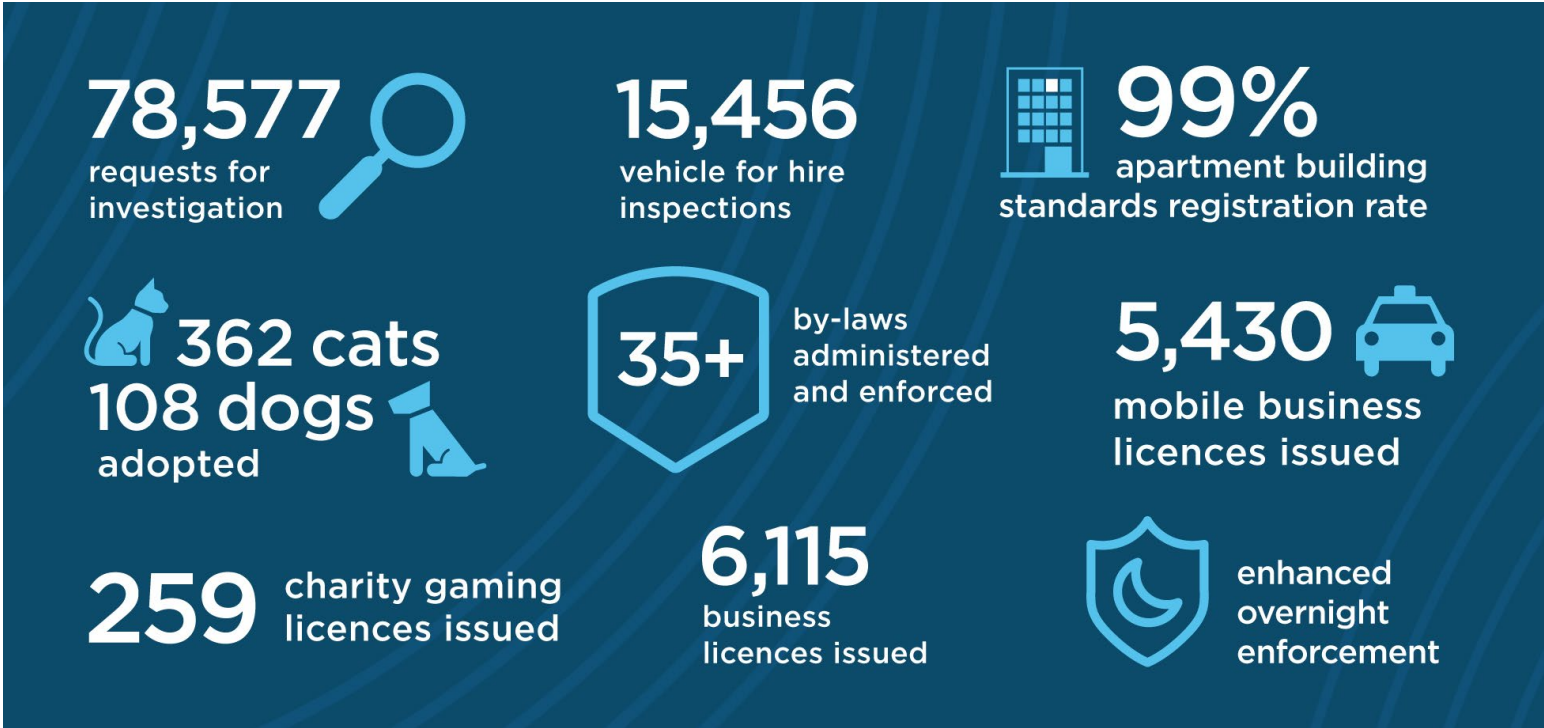 78,577
requests for
investigation
15,456
vehicle for hire
inspections
99%
apartment building
standards registration rate
362 cats
108 dogs
adopted
35+
by-laws
administered
and enforced
5,430
mobile business
licences issued
259
charity gaming
licences issued
6,115
business
licences issued
enhanced
overnight
enforcement